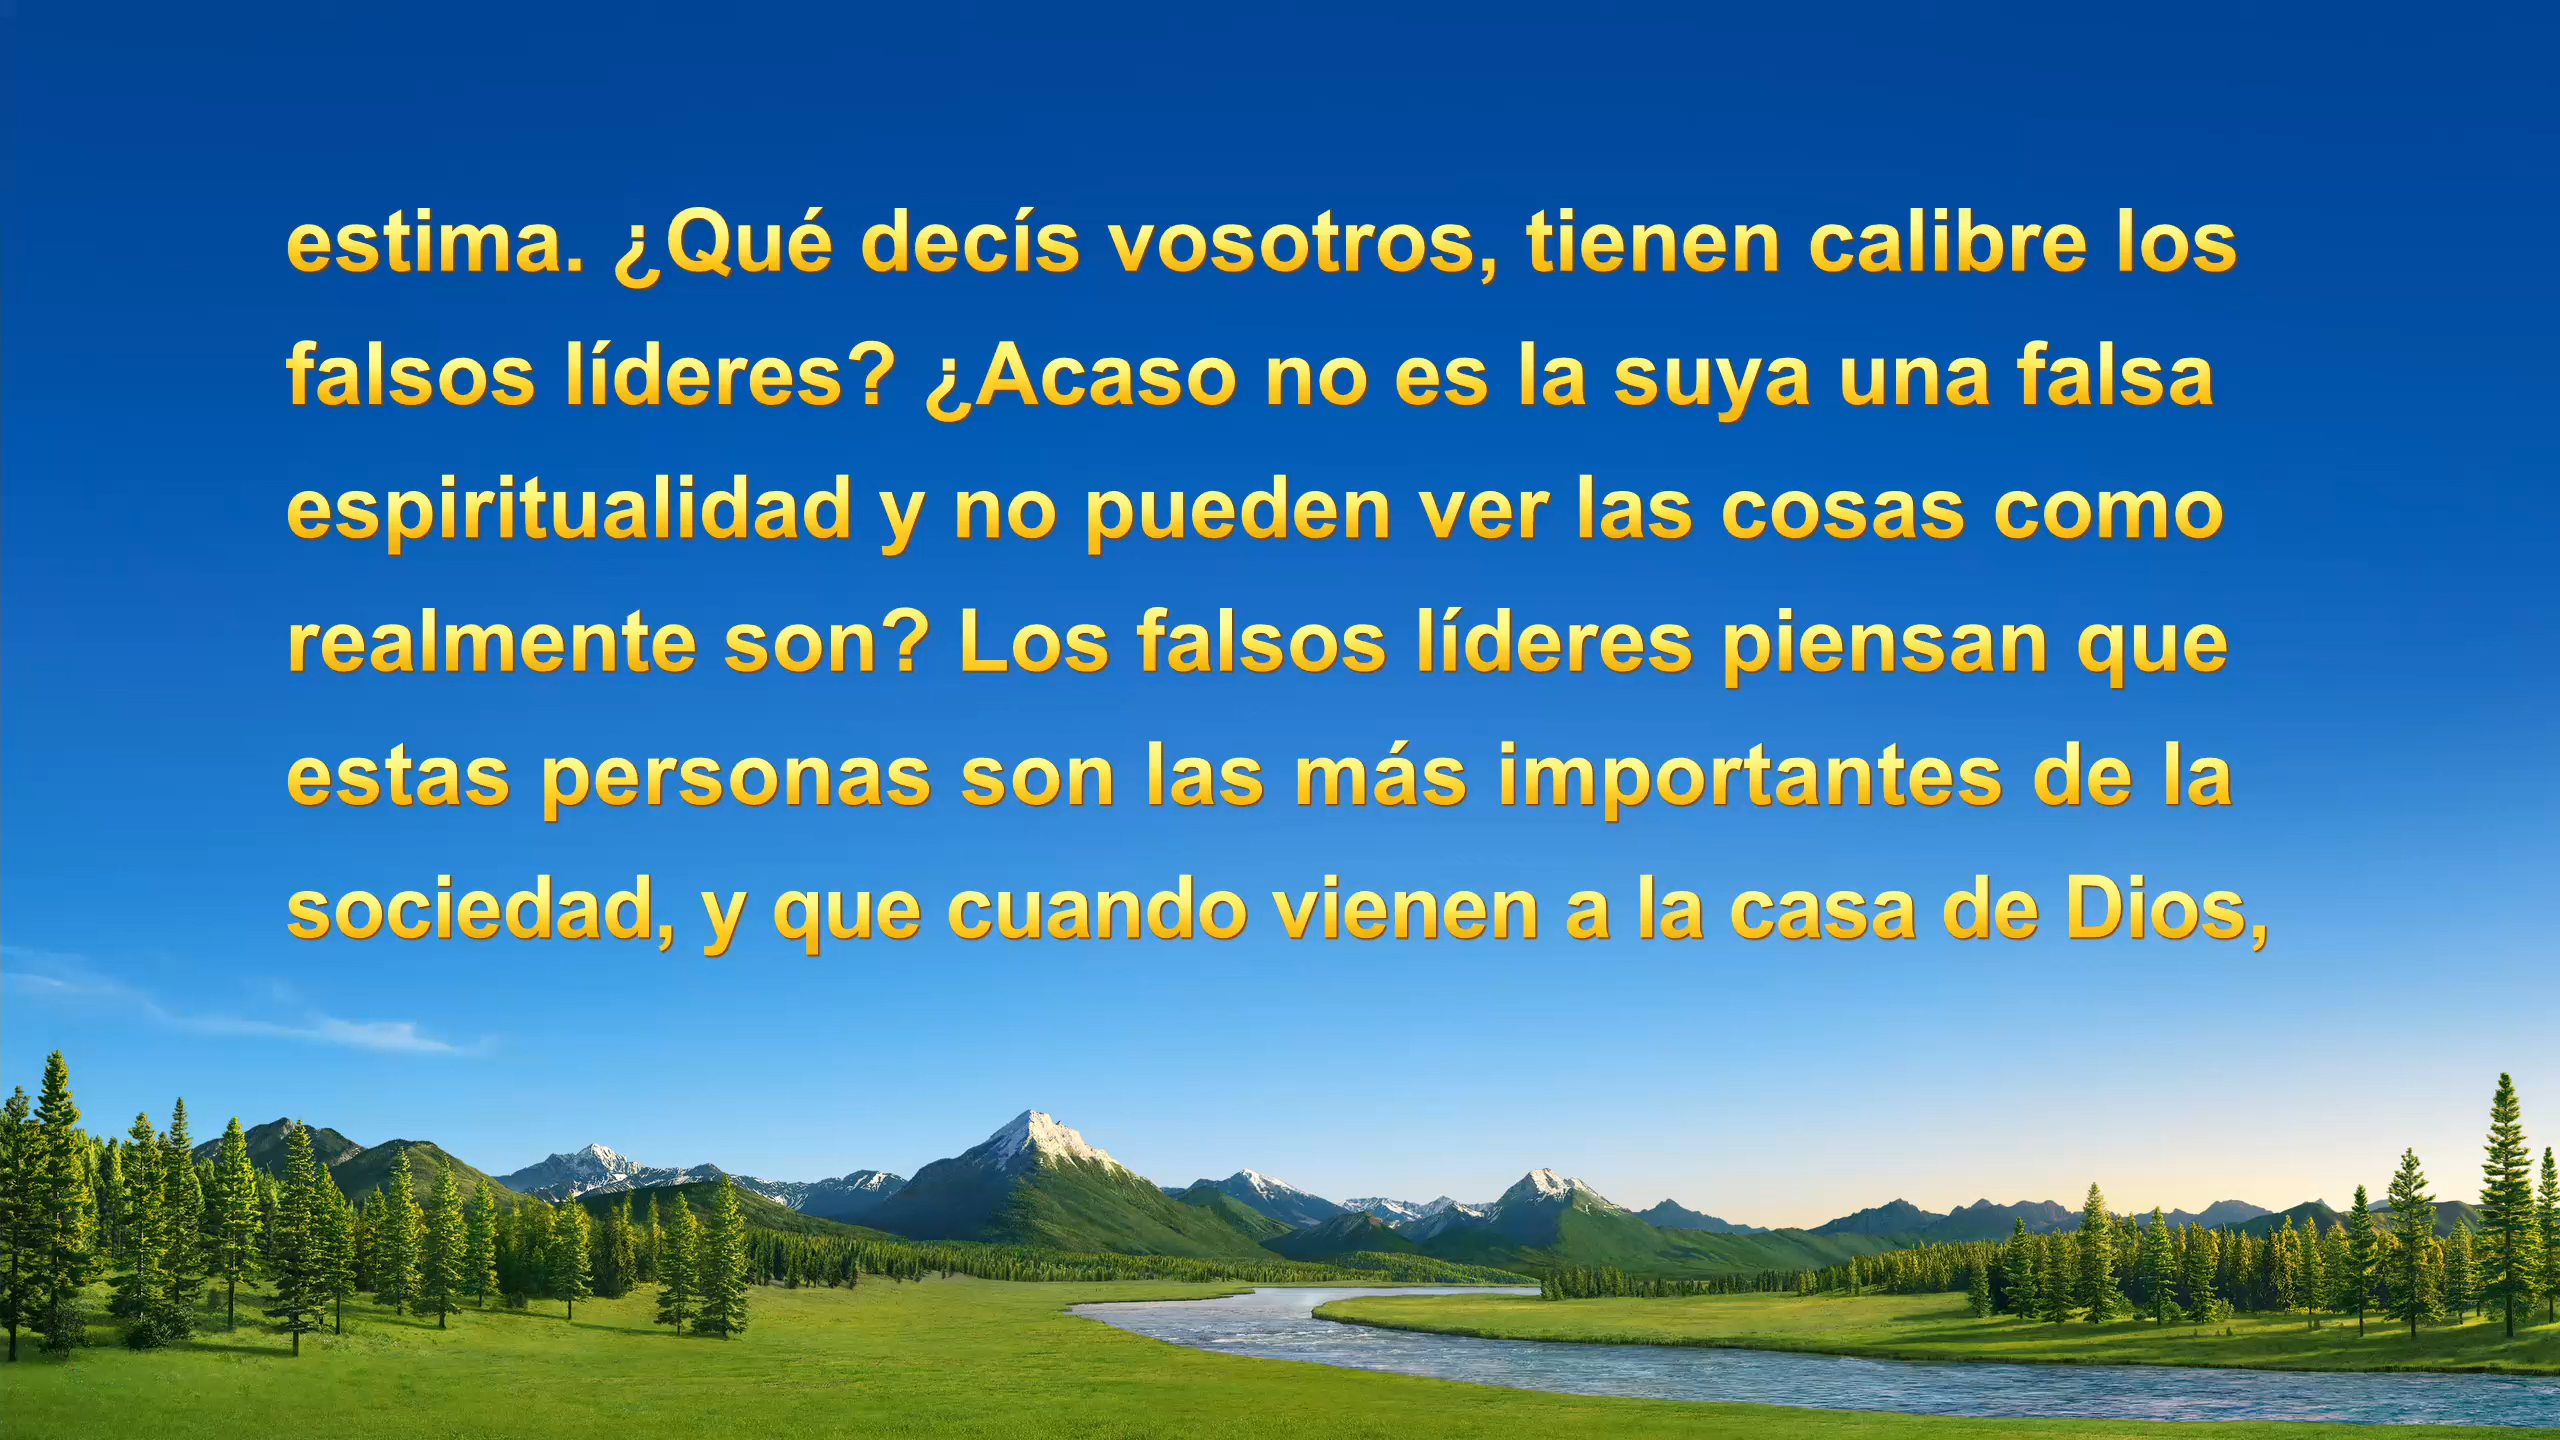 estima. ¿Qué decís vosotros, tienen calibre los
falsos líderes? ¿Acaso no es la suya una falsa
espiritualidad y no pueden ver las cosas como
realmente son? Los falsos líderes piensan que
estas personas son las más importantes de la
sociedad, y que cuando vienen a la casa de Dios,